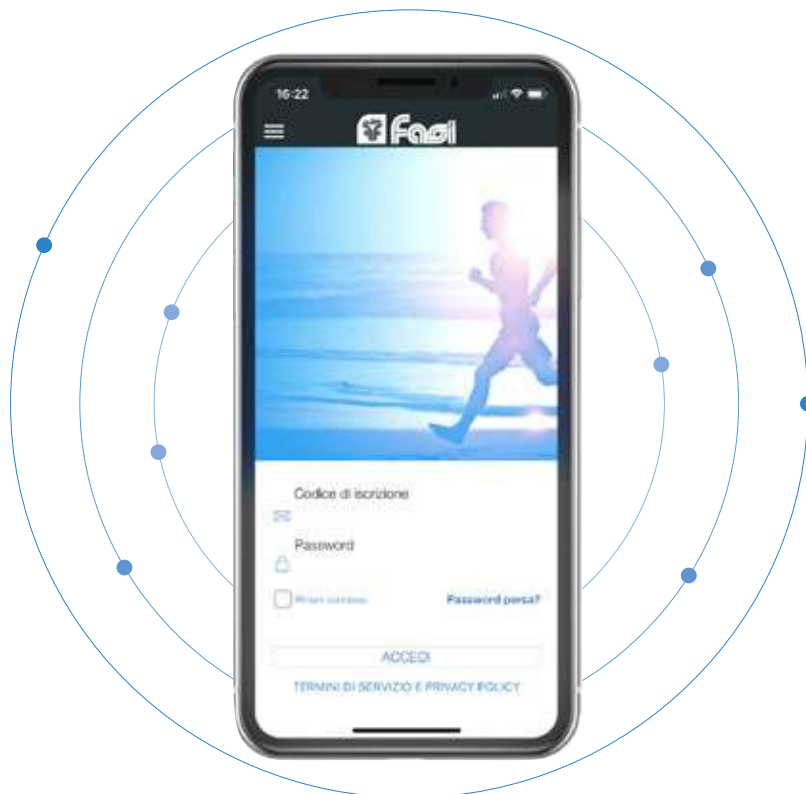 16:22
Fasi
Codice di iscrizione
Password
Password persa?
ACCEDI
TERMINI DI SERVIZIO E PRIVACY POLICY